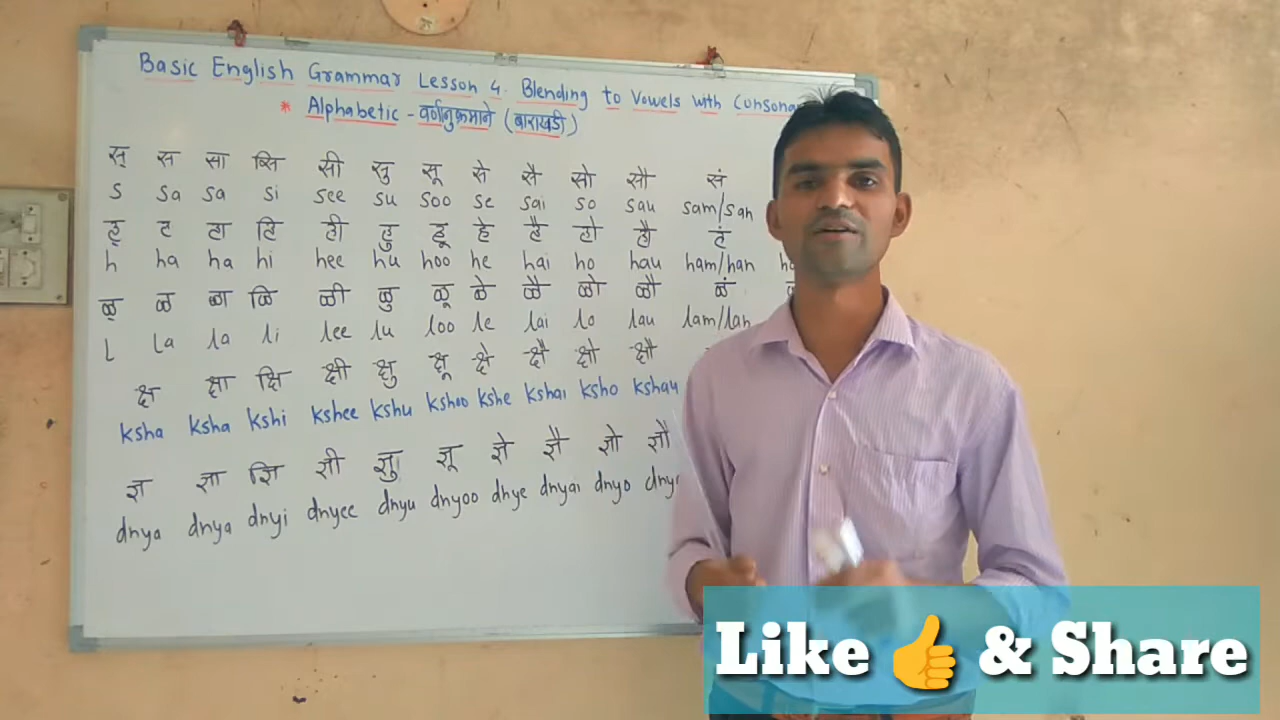 Basic English Grammar Lesson 4. Blending to Vowels with Consona
* Alphabetic - वर्णानुक्रमाने (बाराखडी)
स् स सा सि सी सु सू से सै सो सौ सं
s sa sa si see su soo se sai so sau sam/san
ह् ह हा हि ही हु हू हे है हो हौ हं
h ha ha hi hee hu hoo he hai ho hau ham/han
ळ् ळ ळा ळि ळी ळु ळू ळे ळै ळो ळौ ळं
l la la li lee lu loo le lai lo lau lam/lan
क्ष क्षा क्षि क्षी क्षु क्षू क्षे क्षै क्षो क्षौ
ksha ksha kshi kshee kshu kshoo kshe kshai ksho kshau
ज्ञ ज्ञा ज्ञि ज्ञी ज्ञु ज्ञू ज्ञे ज्ञै ज्ञो ज्ञौ
dnya dnya dnyi dnyee dnyu dnyoo dnye dnyai dnyo
Like 👍 & Share